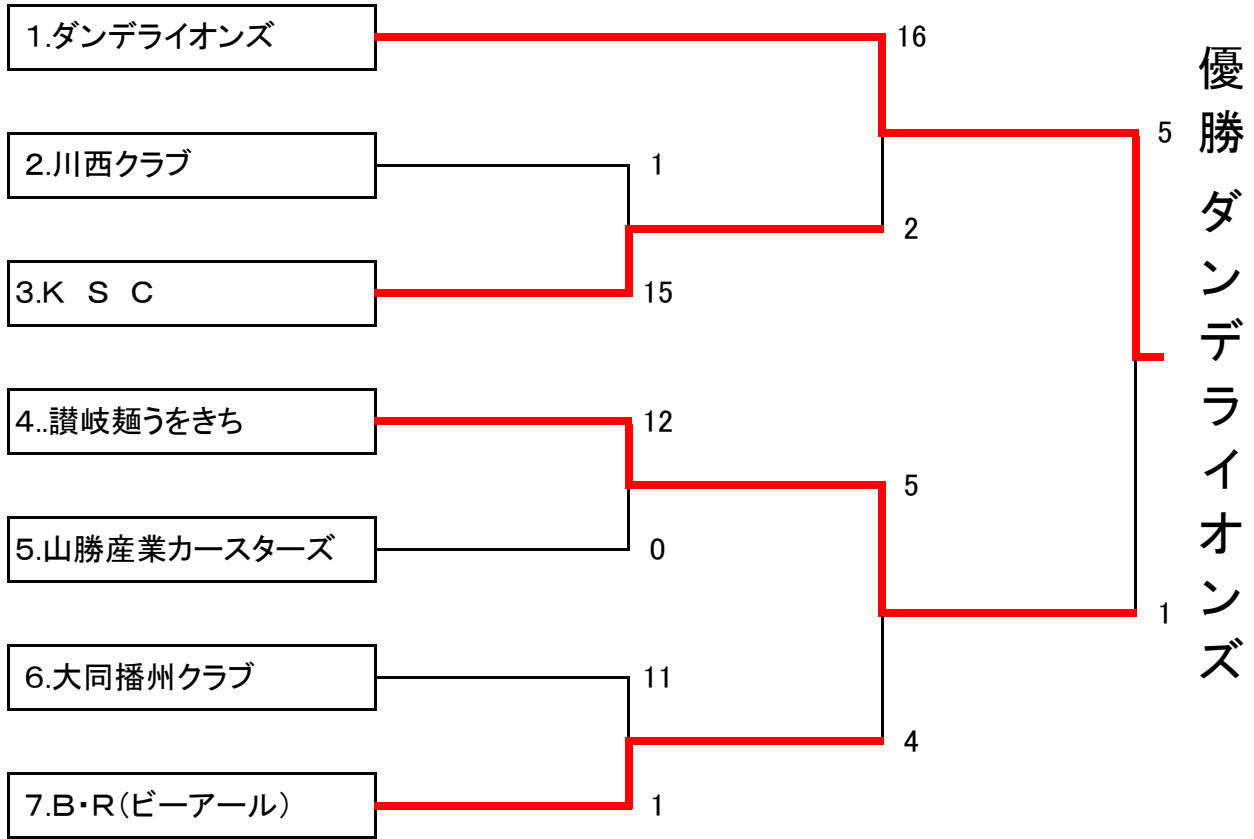 1.ダンデライオンズ
16
5
2.川西クラブ
1
2
3.K S C
15
4..讃岐麺うをきち
12
5
5.山勝産業カースターズ
0
1
6.大同播州クラブ
11
4
7.B・R(ビーアール)
1
優勝 ダンデライオンズ